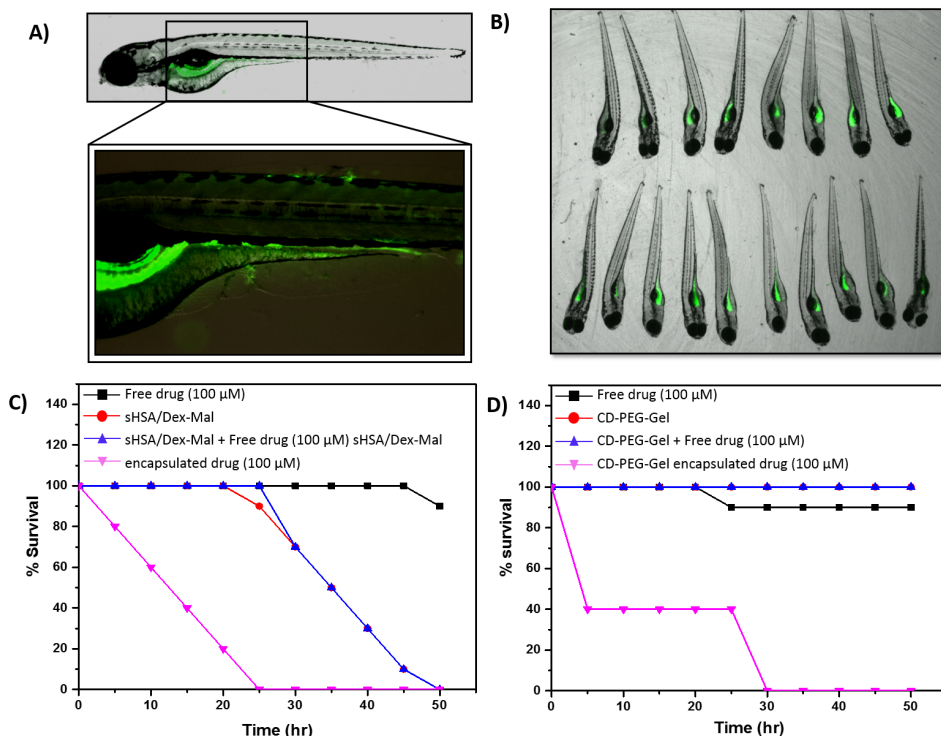 A)
B)
C)
140
120
100
80
60
40
20
0
% Survival
Free drug (100 µM)
sHSA/Dex-Mal
sHSA/Dex-Mal + Free drug (100 µM) sHSA/Dex-Mal
encapsulated drug (100 µM)
0 10 20 30 40 50
Time (hr)
D)
140
120
100
80
60
40
20
0
% survival
Free drug (100 µM)
CD-PEG-Gel
CD-PEG-Gel + Free drug (100 µM)
CD-PEG-Gel encapsulated drug (100 µM)
0 10 20 30 40 50
Time (hr)